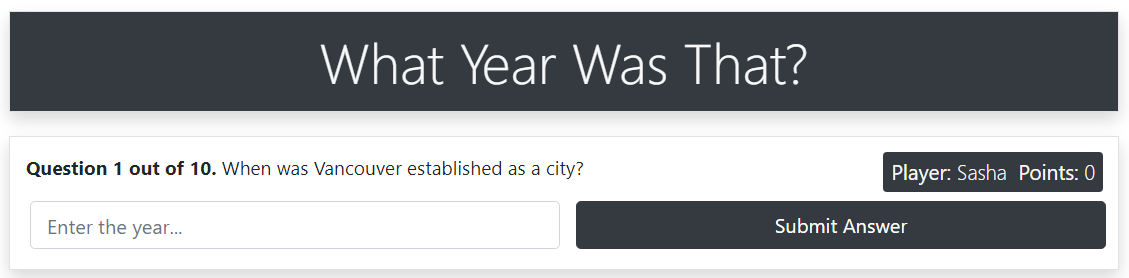 What Year Was That?
Question 1 out of 10. When was Vancouver established as a city?
Player: Sasha Points: 0
Enter the year...
Submit Answer